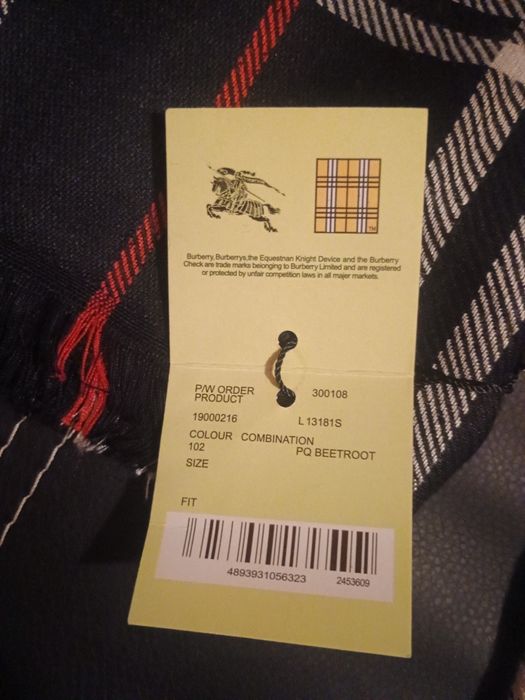 TM
Burberry, Burberrys,the Equestrian Knight Device and the Burberry
Check are trade marks belonging to Burberry Limited and are registered
or protected by unfair competition laws in all major markets.
P/W ORDER 300108
PRODUCT
19000216 L 13181S
COLOUR COMBINATION
102 PQ BEETROOT
SIZE
FIT
4893931056323 2453609